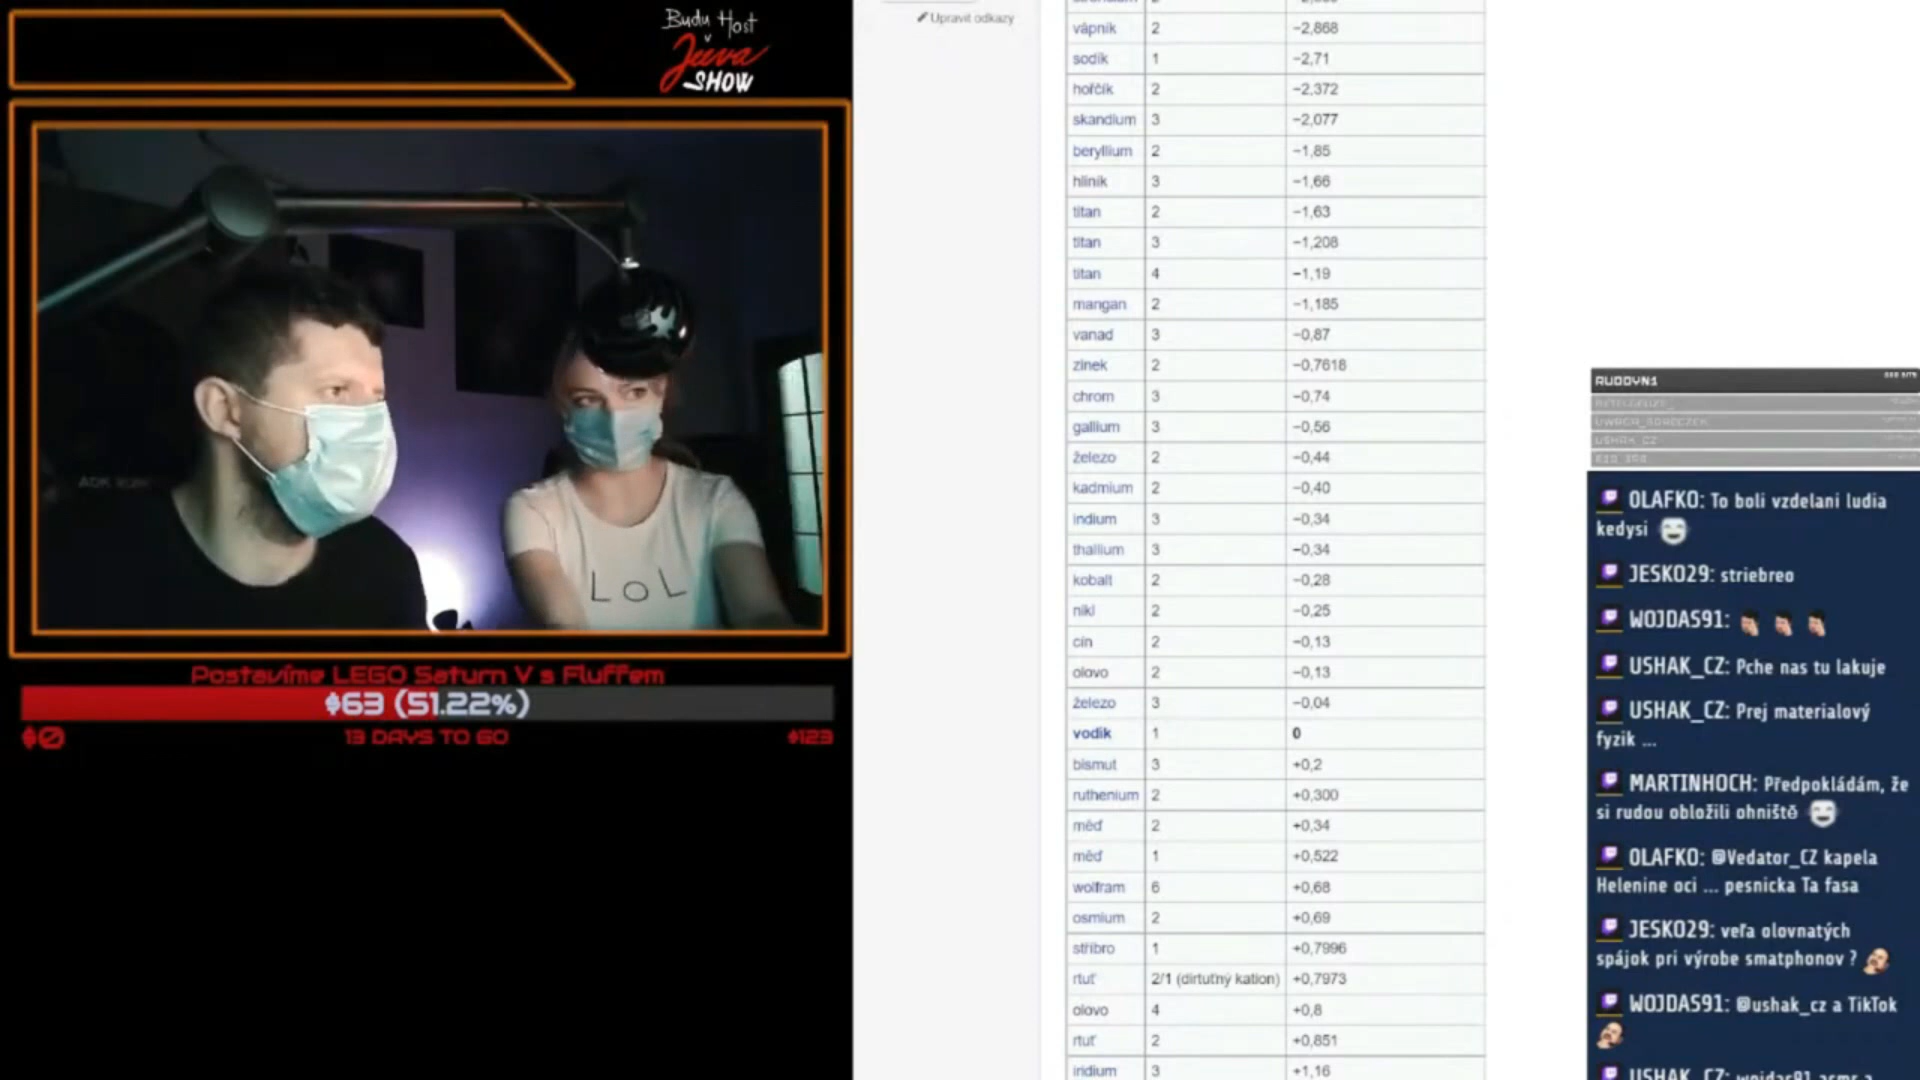 Budu Host
v
Juva
SHOW
LOL
Postavíme LEGO Saturn V s Fluffem
$63 (51.22%)
$0
13 DAYS TO GO
$123
Upravit odkazy
vápník 2 −2,868
sodík 1 −2,71
hořčík 2 −2,372
skandium 3 −2,077
beryllium 2 −1,85
hliník 3 −1,66
titan 2 −1,63
titan 3 −1,208
titan 4 −1,19
mangan 2 −1,185
vanad 3 −0,87
zinek 2 −0,7618
chrom 3 −0,74
gallium 3 −0,56
železo 2 −0,44
kadmium 2 −0,40
indium 3 −0,34
thallium 3 −0,34
kobalt 2 −0,28
nikl 2 −0,25
cín 2 −0,13
olovo 2 −0,13
železo 3 −0,04
vodík 1 0
bismut 3 +0,2
ruthenium 2 +0,300
měď 2 +0,34
měď 1 +0,522
wolfram 6 +0,68
osmium 2 +0,69
stříbro 1 +0,7996
rtuť 2/1 (dirtuťný kation) +0,7973
olovo 4 +0,8
rtuť 2 +0,851
iridium 3 +1,16
RUDDYN1
USHAK_CZ
OLAFKO: To boli vzdelani ludia
kedysi
JESKO29: striebreo
WOJDAS91:
USHAK_CZ: Pche nas tu lakuje
USHAK_CZ: Prej materialový
fyzik ...
MARTINHOCH: Předpokládám, že
si rudou obložili ohniště
OLAFKO: @Vedator_CZ kapela
Helenine oci ... pesnicka Ta fasa
JESKO29: veľa olovnatých
spájok pri výrobe smatphonov ?
WOJDAS91: @ushak_cz a TikTok
USHAK_CZ: wojdas91 asmr a